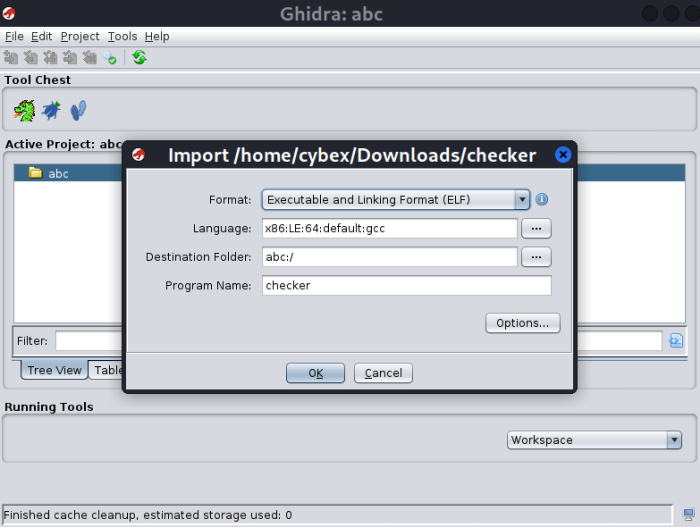 Ghidra: abc
File Edit Project Tools Help
Tool Chest
Active Project: abc
abc
Import /home/cybex/Downloads/checker
Format: Executable and Linking Format (ELF)
Language: x86:LE:64:default:gcc ...
Destination Folder: abc:/ ...
Program Name: checker
Options...
OK Cancel
Filter:
Tree View Table
Running Tools
Workspace
Finished cache cleanup, estimated storage used: 0